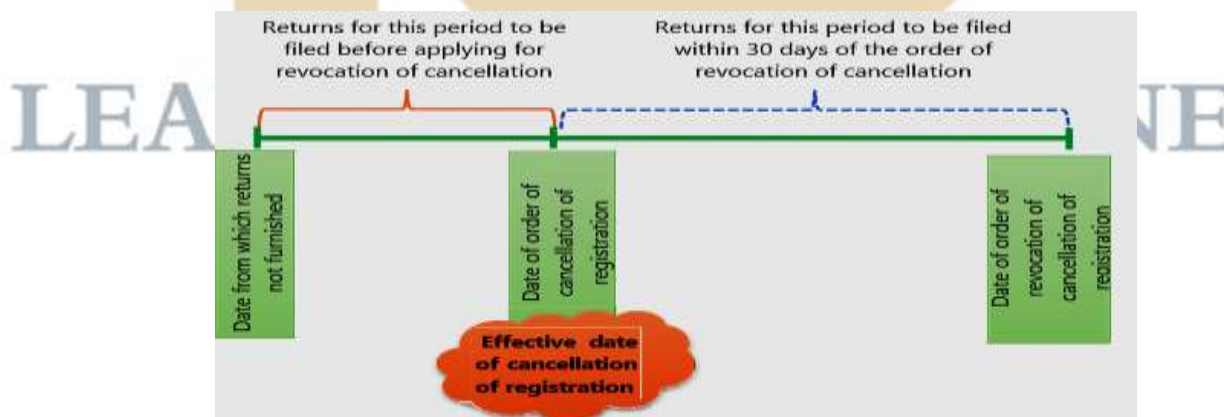 Returns for this period to be
filed before applying for
revocation of cancellation
Returns for this period to be filed
within 30 days of the order of
revocation of cancellation
LEA
NE
Date from which returns
not furnished
Date of order of
cancellation of
registration
Date of order of
revocation of
cancellation of
registration
Effective date
of cancellation
of registration